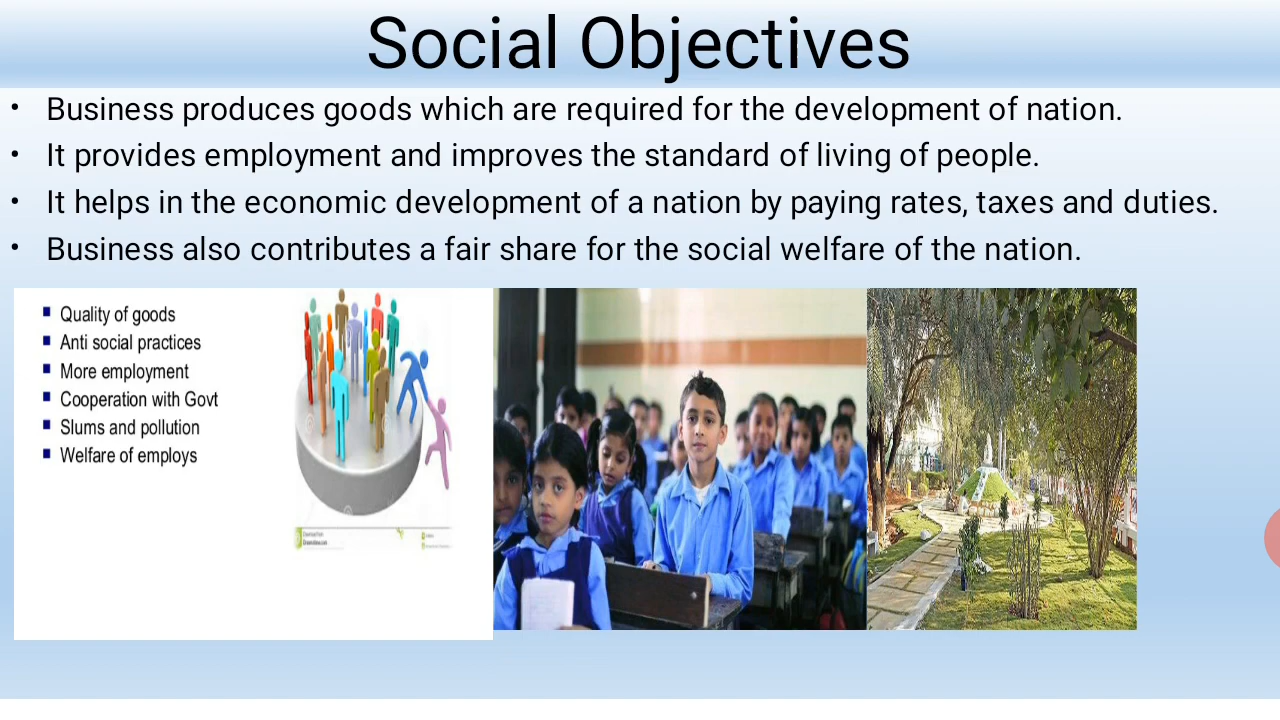 Social Objectives
• Business produces goods which are required for the development of nation.
• It provides employment and improves the standard of living of people.
• It helps in the economic development of a nation by paying rates, taxes and duties.
• Business also contributes a fair share for the social welfare of the nation.
Quality of goods
Anti social practices
More employment
Cooperation with Govt
Slums and pollution
Welfare of employs